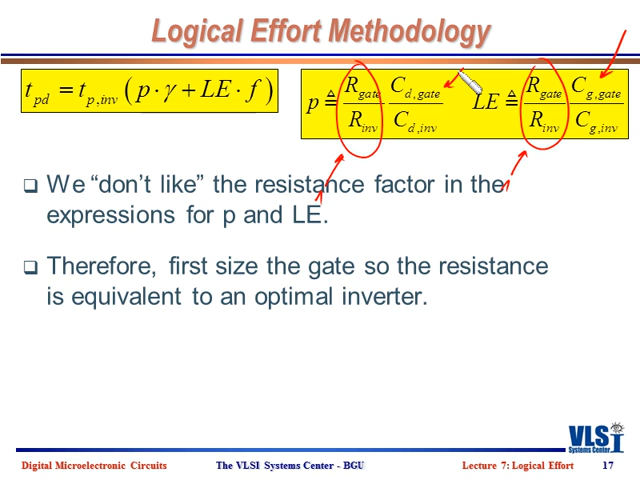 Logical Effort Methodology
t_pd = t_p,inv (p · γ + LE · f)
p ≜ R_gate/R_inv C_d,gate/C_d,inv LE ≜ R_gate/R_inv C_g,gate/C_g,inv
❑ We “don’t like” the resistance factor in the
expressions for p and LE.
❑ Therefore, first size the gate so the resistance
is equivalent to an optimal inverter.
VLSI
Systems Center
Digital Microelectronic Circuits The VLSI Systems Center - BGU Lecture 7: Logical Effort 17